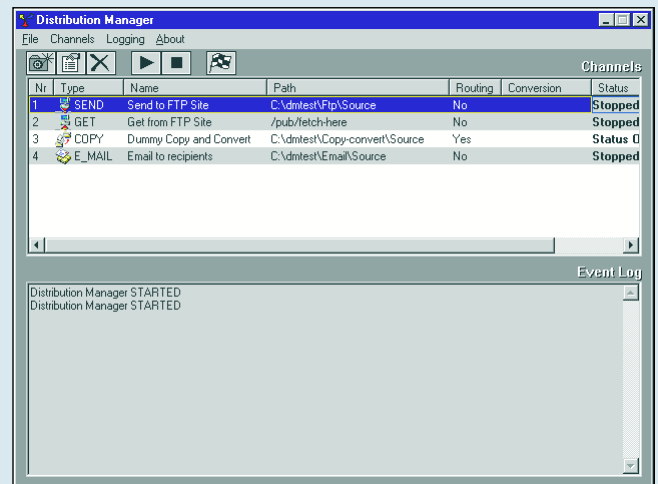 Distribution Manager
File Channels Logging About
Channels
Nr Type Name Path Routing Conversion Status
1 SEND Send to FTP Site C:\dmtest\Ftp\Source No Stopped
2 GET Get from FTP Site /pub/fetch-here No Stopped
3 COPY Dummy Copy and Convert C:\dmtest\Copy-convert\Source Yes Status
4 E_MAIL Email to recipients C:\dmtest\Email\Source No Stopped
Event Log
Distribution Manager STARTED
Distribution Manager STARTED